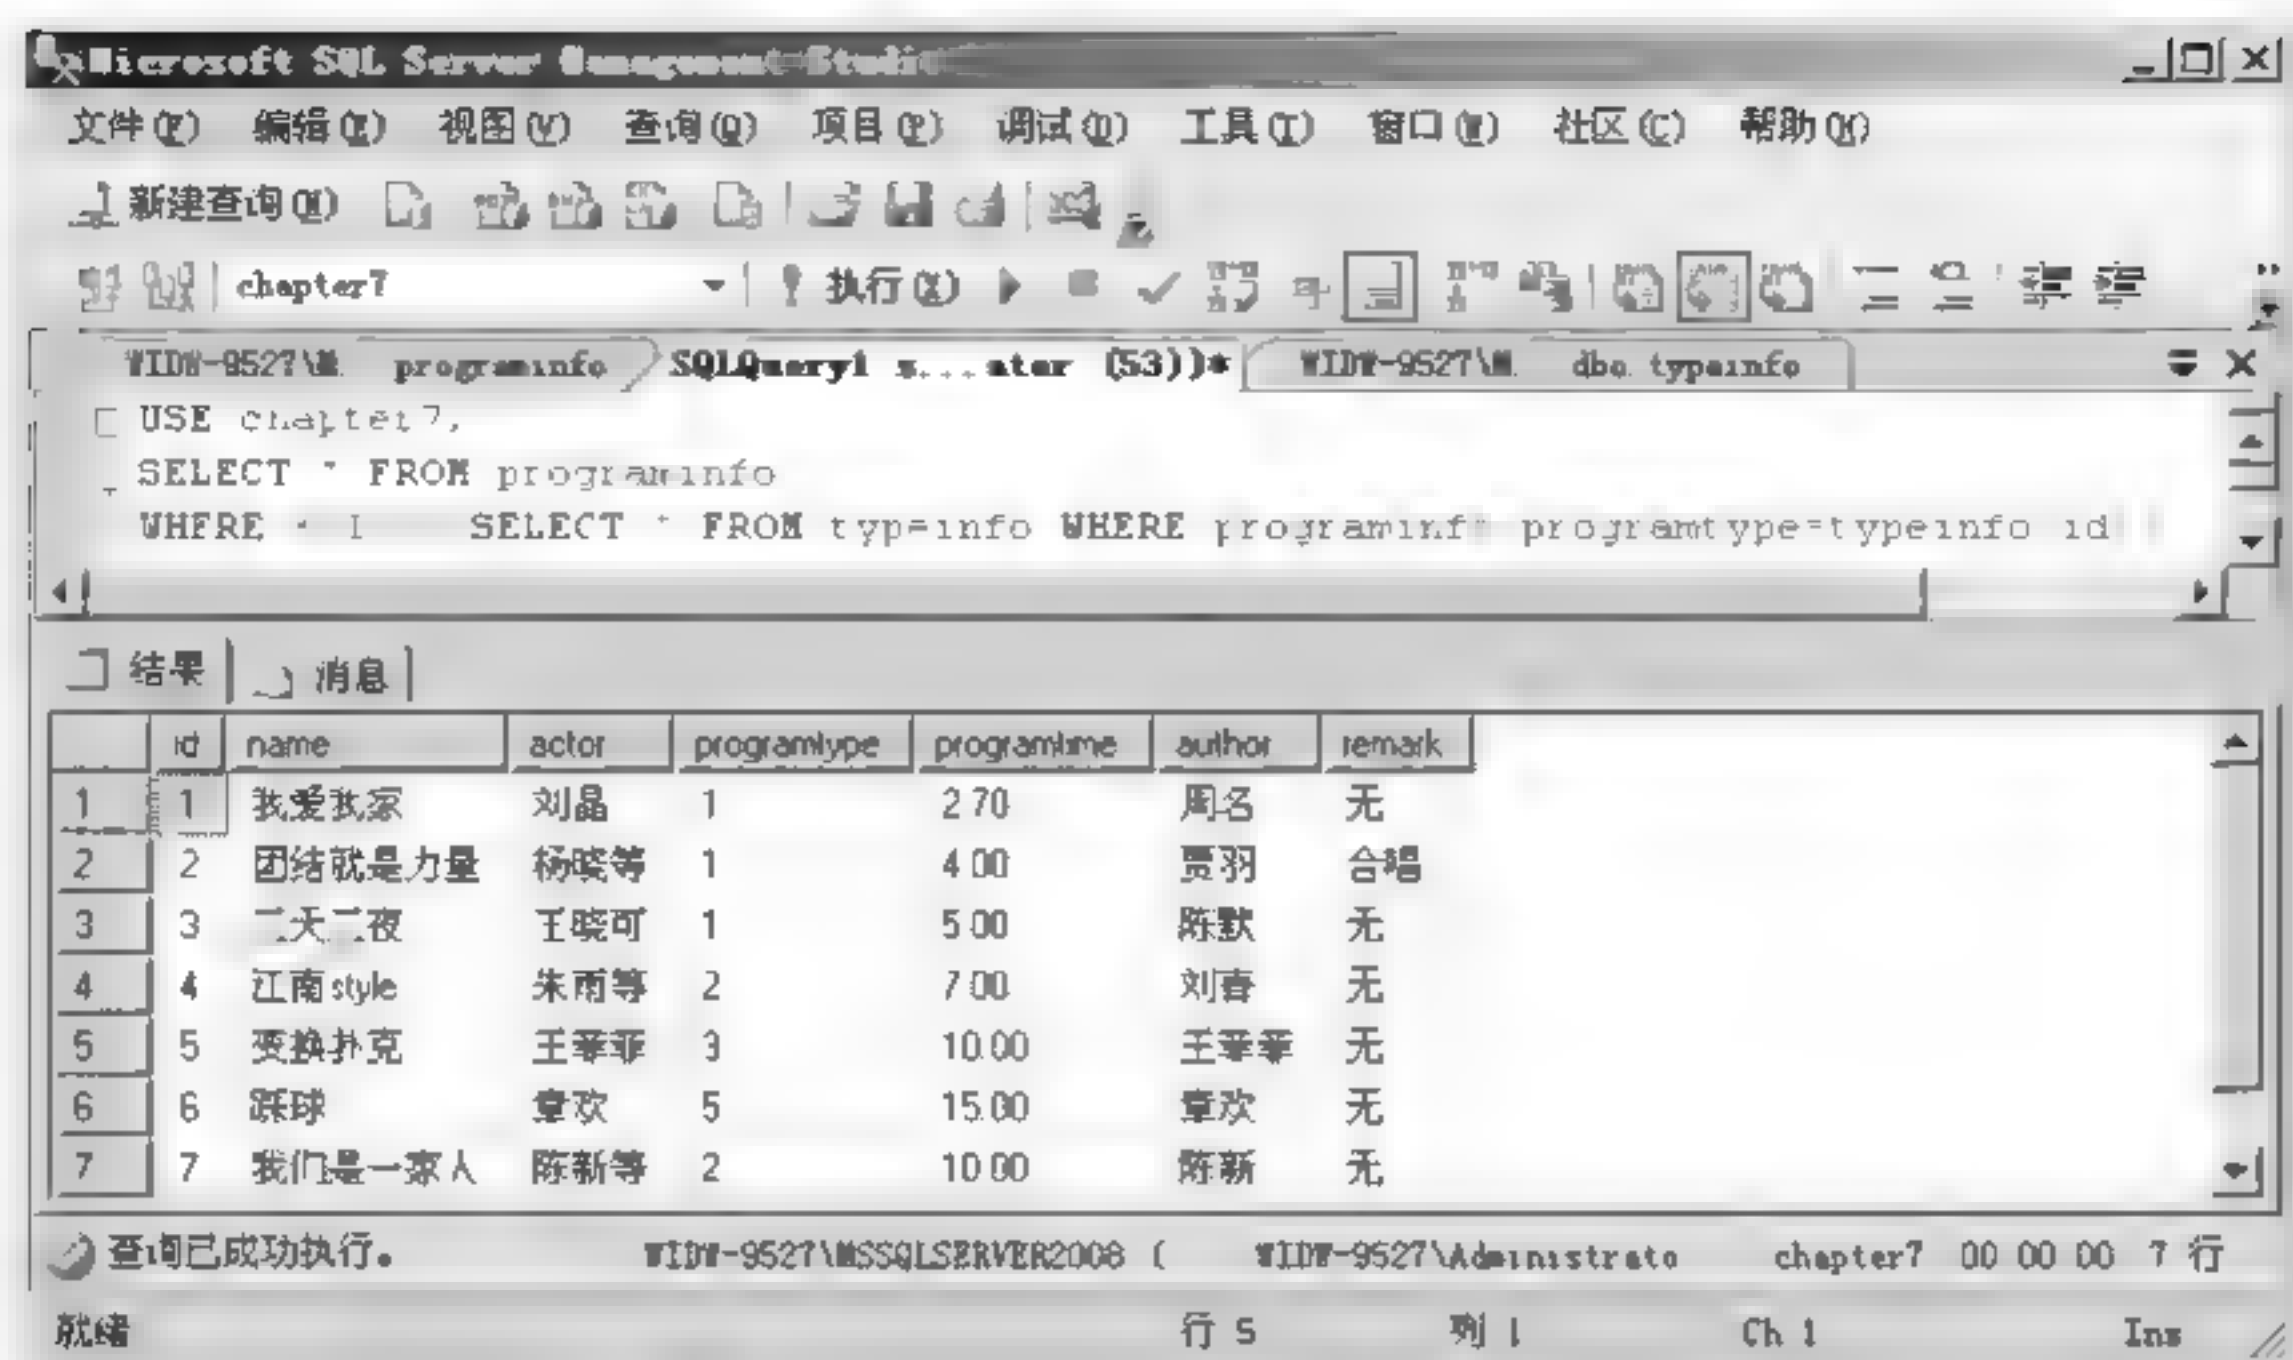 Microsoft SQL Server Management Studio
文件(F) 编辑(E) 视图(V) 查询(Q) 项目(P) 调试(D) 工具(T) 窗口(W) 社区(C) 帮助(H)
新建查询(N)
chapter7 执行(X)
WIDW-9527\M programinfo SQLQuery1 s...ator (53))* WIDW-9527\M dbo typeinfo
USE chapter7;
SELECT * FROM programinfo
WHERE SELECT * FROM typeinfo WHERE programinfo programtype=typeinfo id
结果 消息
id name actor programtype programtime author remark
1 1 我爱我家 刘晶 1 2.70 周名 无
2 2 团结就是力量 杨晓等 1 4.00 贾羽 合唱
3 3 王晓可 1 5.00 陈默 无
4 4 江南style 朱雨等 2 7.00 刘春 无
5 5 变换扑克 王菲菲 3 10.00 王菲菲 无
6 6 踩球 章欢 5 15.00 章欢 无
7 7 我们是一家人 陈新等 2 10.00 陈新 无
查询已成功执行。 WIDW-9527\MSSQLSERVER2008 ( WIDW-9527\Administrato chapter7 00 00 00 7 行
就绪 行 5 列 1 Ch 1 Ins